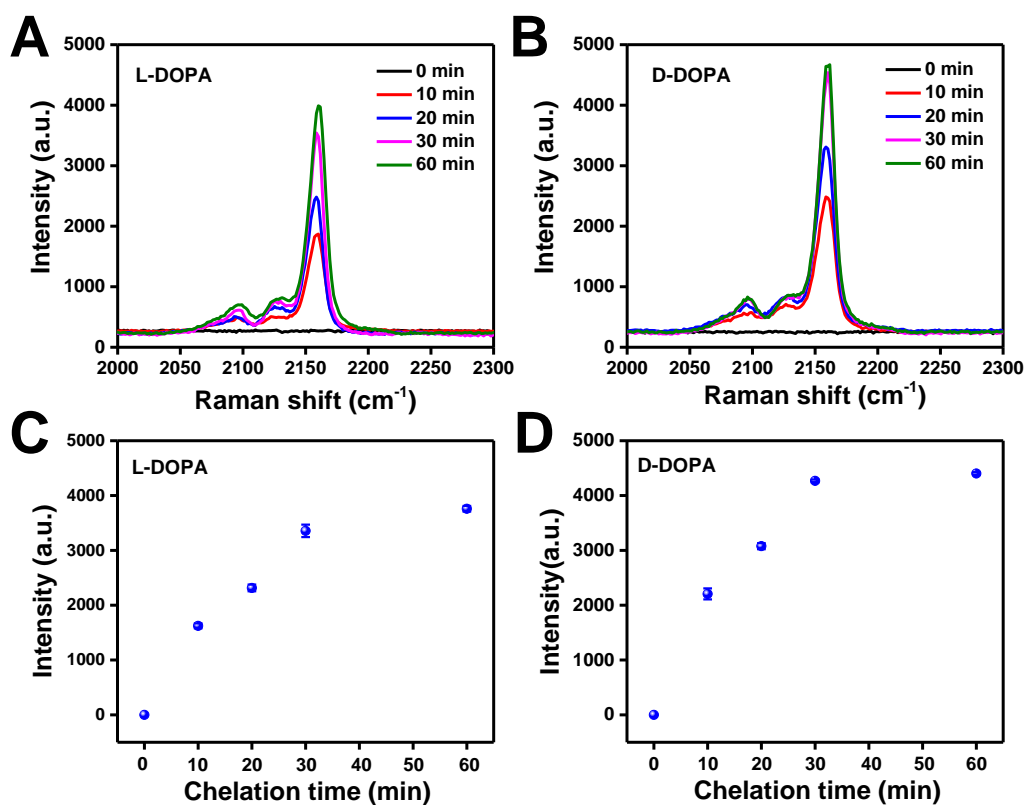 A
L-DOPA
0 min
10 min
20 min
30 min
60 min
5000
4000
3000
2000
1000
0
2000 2050 2100 2150 2200 2250 2300
Intensity (a.u.)
Raman shift (cm⁻¹)
B
D-DOPA
0 min
10 min
20 min
30 min
60 min
5000
4000
3000
2000
1000
0
2000 2050 2100 2150 2200 2250 2300
Intensity (a.u.)
Raman shift (cm⁻¹)
C
L-DOPA
5000
4000
3000
2000
1000
0
0 10 20 30 40 50 60
Intensity (a.u.)
Chelation time (min)
D
D-DOPA
5000
4000
3000
2000
1000
0
0 10 20 30 40 50 60
Intensity(a.u.)
Chelation time (min)